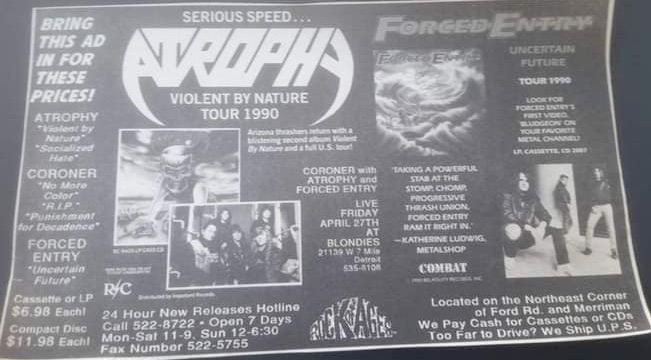 BRING
THIS AD
IN FOR
THESE
PRICES!
ATROPHY
"Violent by
Nature"
"Socialized
Hate"
CORONER
"No More
Color"
"R.I.P."
"Punishment
for Decadence"
FORCED
ENTRY
"Uncertain
Future"
Cassette or LP
$6.98 Each!
Compact Disc
$11.98 Each!
SERIOUS SPEED...
ATROPHY
VIOLENT BY NATURE
TOUR 1990
Arizona thrashers return with a
blistering second album Violent
By Nature and a full U.S. tour!
Distributed by Important Records.
CORONER with
ATROPHY and
FORCED ENTRY
LIVE
FRIDAY
APRIL 27TH
AT
BLONDIES
21139 W 7 Mile
Detroit
535-8108
FORCED ENTRY
FORCED ENTRY
UNCERTAIN
FUTURE
TOUR 1990
LOOK FOR
FORCED ENTRY'S
FIRST VIDEO,
'BLUDGEON' ON
YOUR FAVORITE
METAL CHANNEL!
LP, CASSETTE, CD 2007
'TAKING A POWERFUL
STAB AT THE
STOMP, CHOMP,
PROGRESSIVE
THRASH UNION,
FORCED ENTRY
RAM IT RIGHT IN.'
—KATHERINE LUDWIG,
METALSHOP
COMBAT
24 Hour New Releases Hotline
Call 522-8722 • Open 7 Days
Mon-Sat 11-9, Sun 12-6:30
Fax Number 522-5755
ROCK OF AGES
Located on the Northeast Corner
of Ford Rd. and Merriman
We Pay Cash for Cassettes or CDs
Too Far to Drive? We Ship U.P.S.